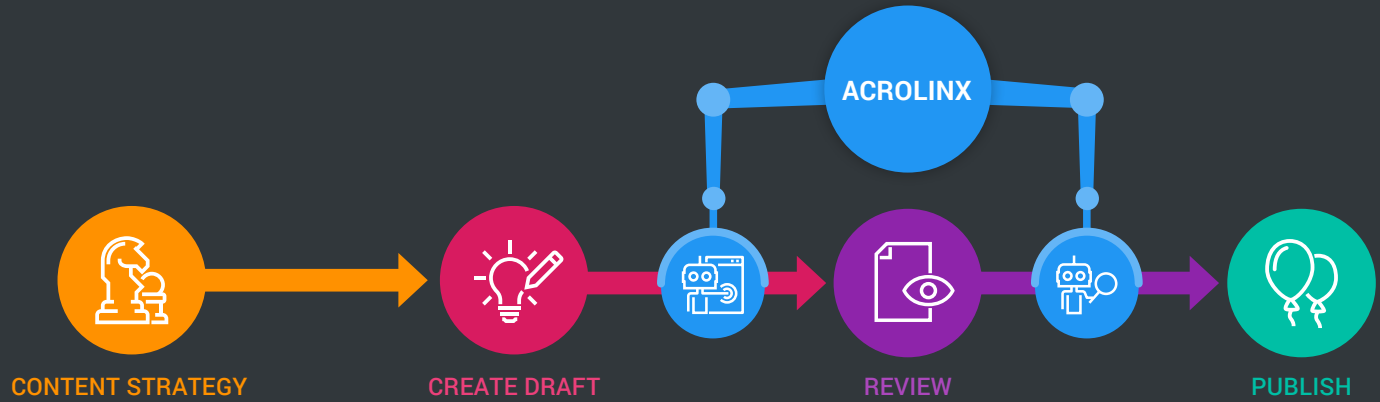 ACROLINX
CONTENT STRATEGY
CREATE DRAFT
REVIEW
PUBLISH